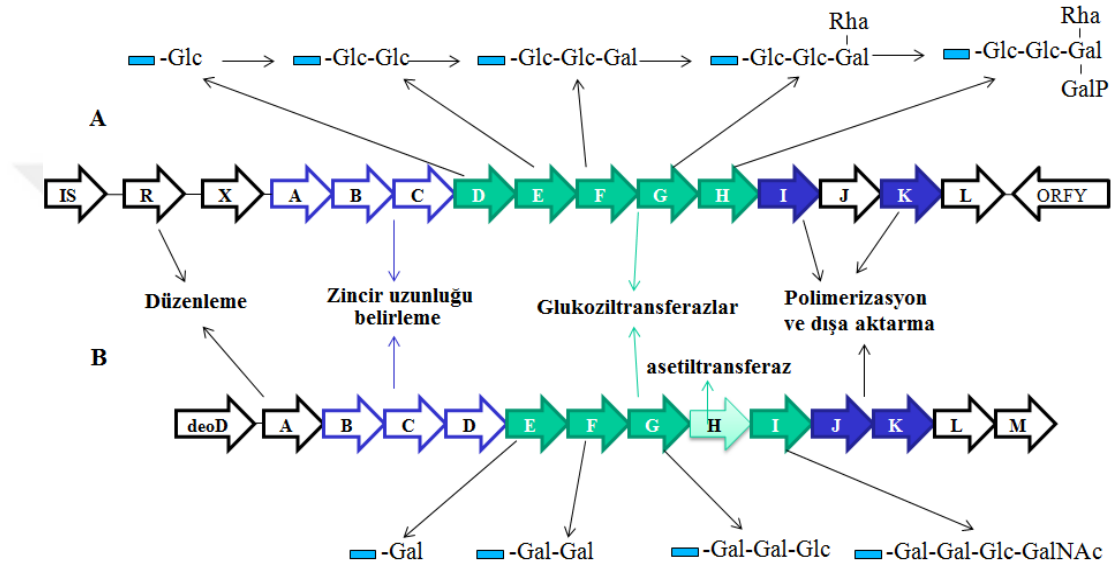 Rha
Rha
-Glc
-Glc-Glc
-Glc-Glc-Gal
-Glc-Glc-Gal
-Glc-Glc-Gal
GalP
A
IS R X A B C D E F G H I J K L ORFY
Düzenleme
Zincir uzunluğu
belirleme
Glukoziltransferazlar
Polimerizasyon
ve dışa aktarma
B
asetiltransferaz
deoD A B C D E F G H I J K L M
-Gal
-Gal-Gal
-Gal-Gal-Glc
-Gal-Gal-Glc-GalNAc